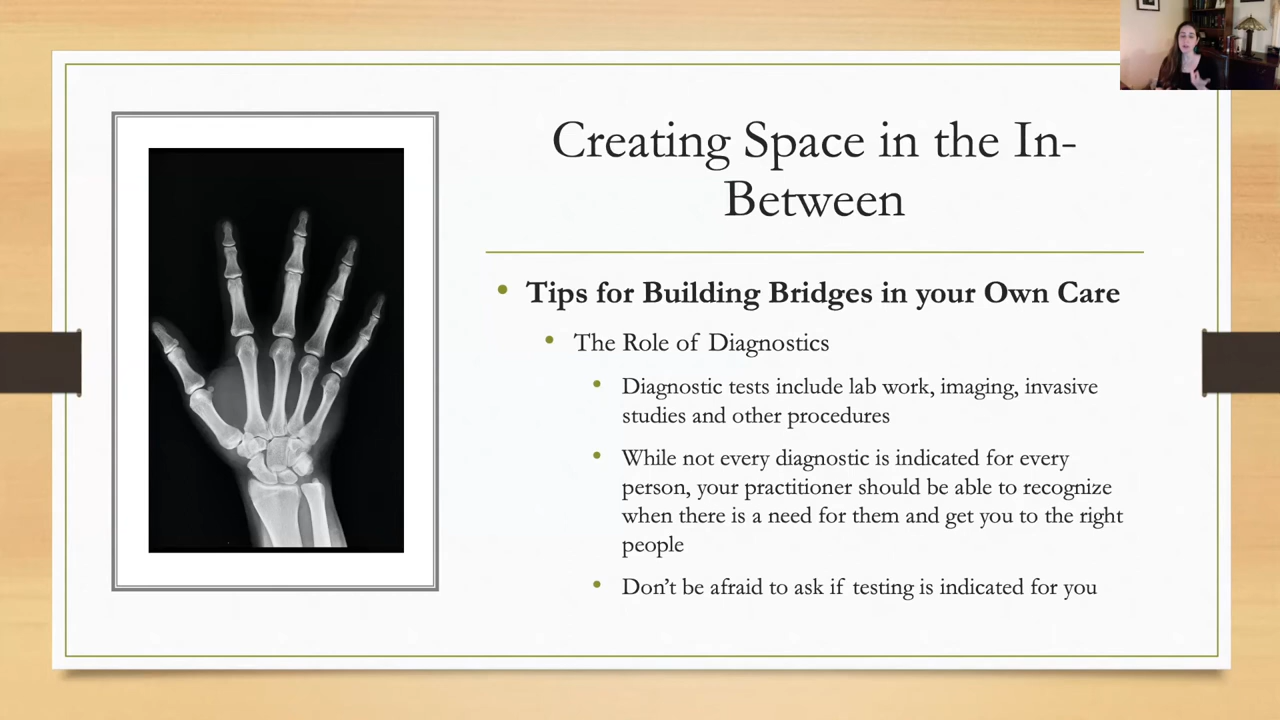 Creating Space in the In-
Between
• Tips for Building Bridges in your Own Care
• The Role of Diagnostics
• Diagnostic tests include lab work, imaging, invasive
studies and other procedures
• While not every diagnostic is indicated for every
person, your practitioner should be able to recognize
when there is a need for them and get you to the right
people
• Don’t be afraid to ask if testing is indicated for you